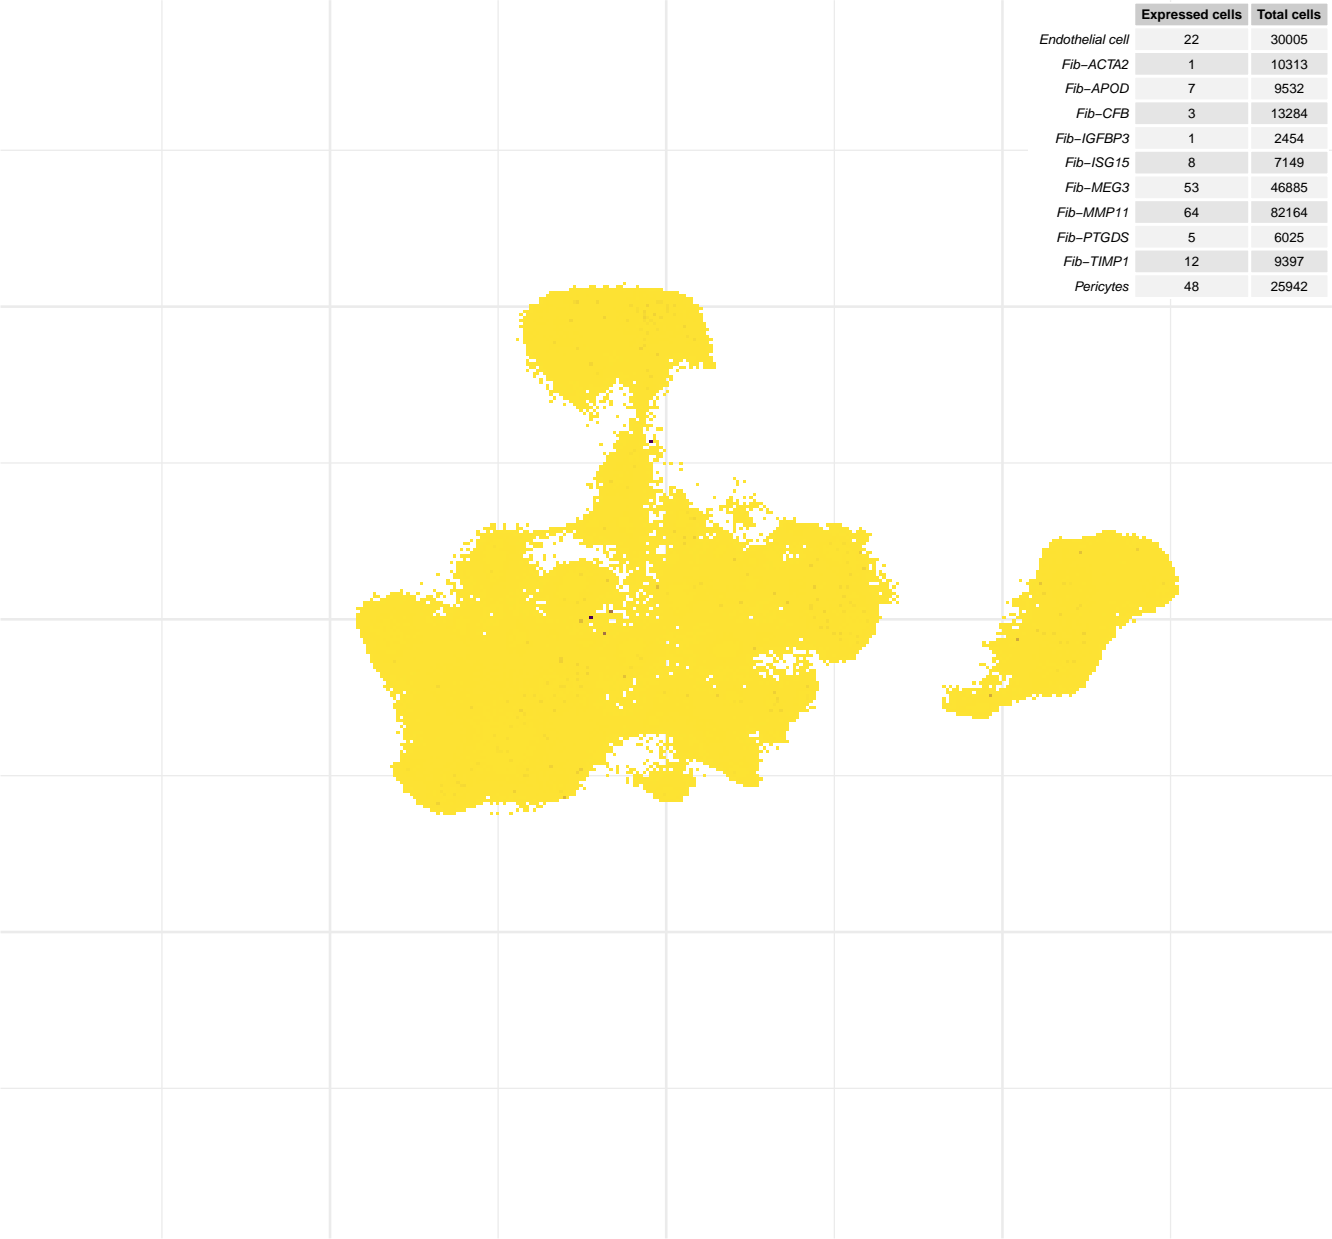 Expressed cells Total cells
Endothelial cell 22 30005
Fib−ACTA2 1 10313
Fib−APOD 7 9532
Fib−CFB 3 13284
Fib−IGFBP3 1 2454
Fib−ISG15 8 7149
Fib−MEG3 53 46885
Fib−MMP11 64 82164
Fib−PTGDS 5 6025
Fib−TIMP1 12 9397
Pericytes 48 25942